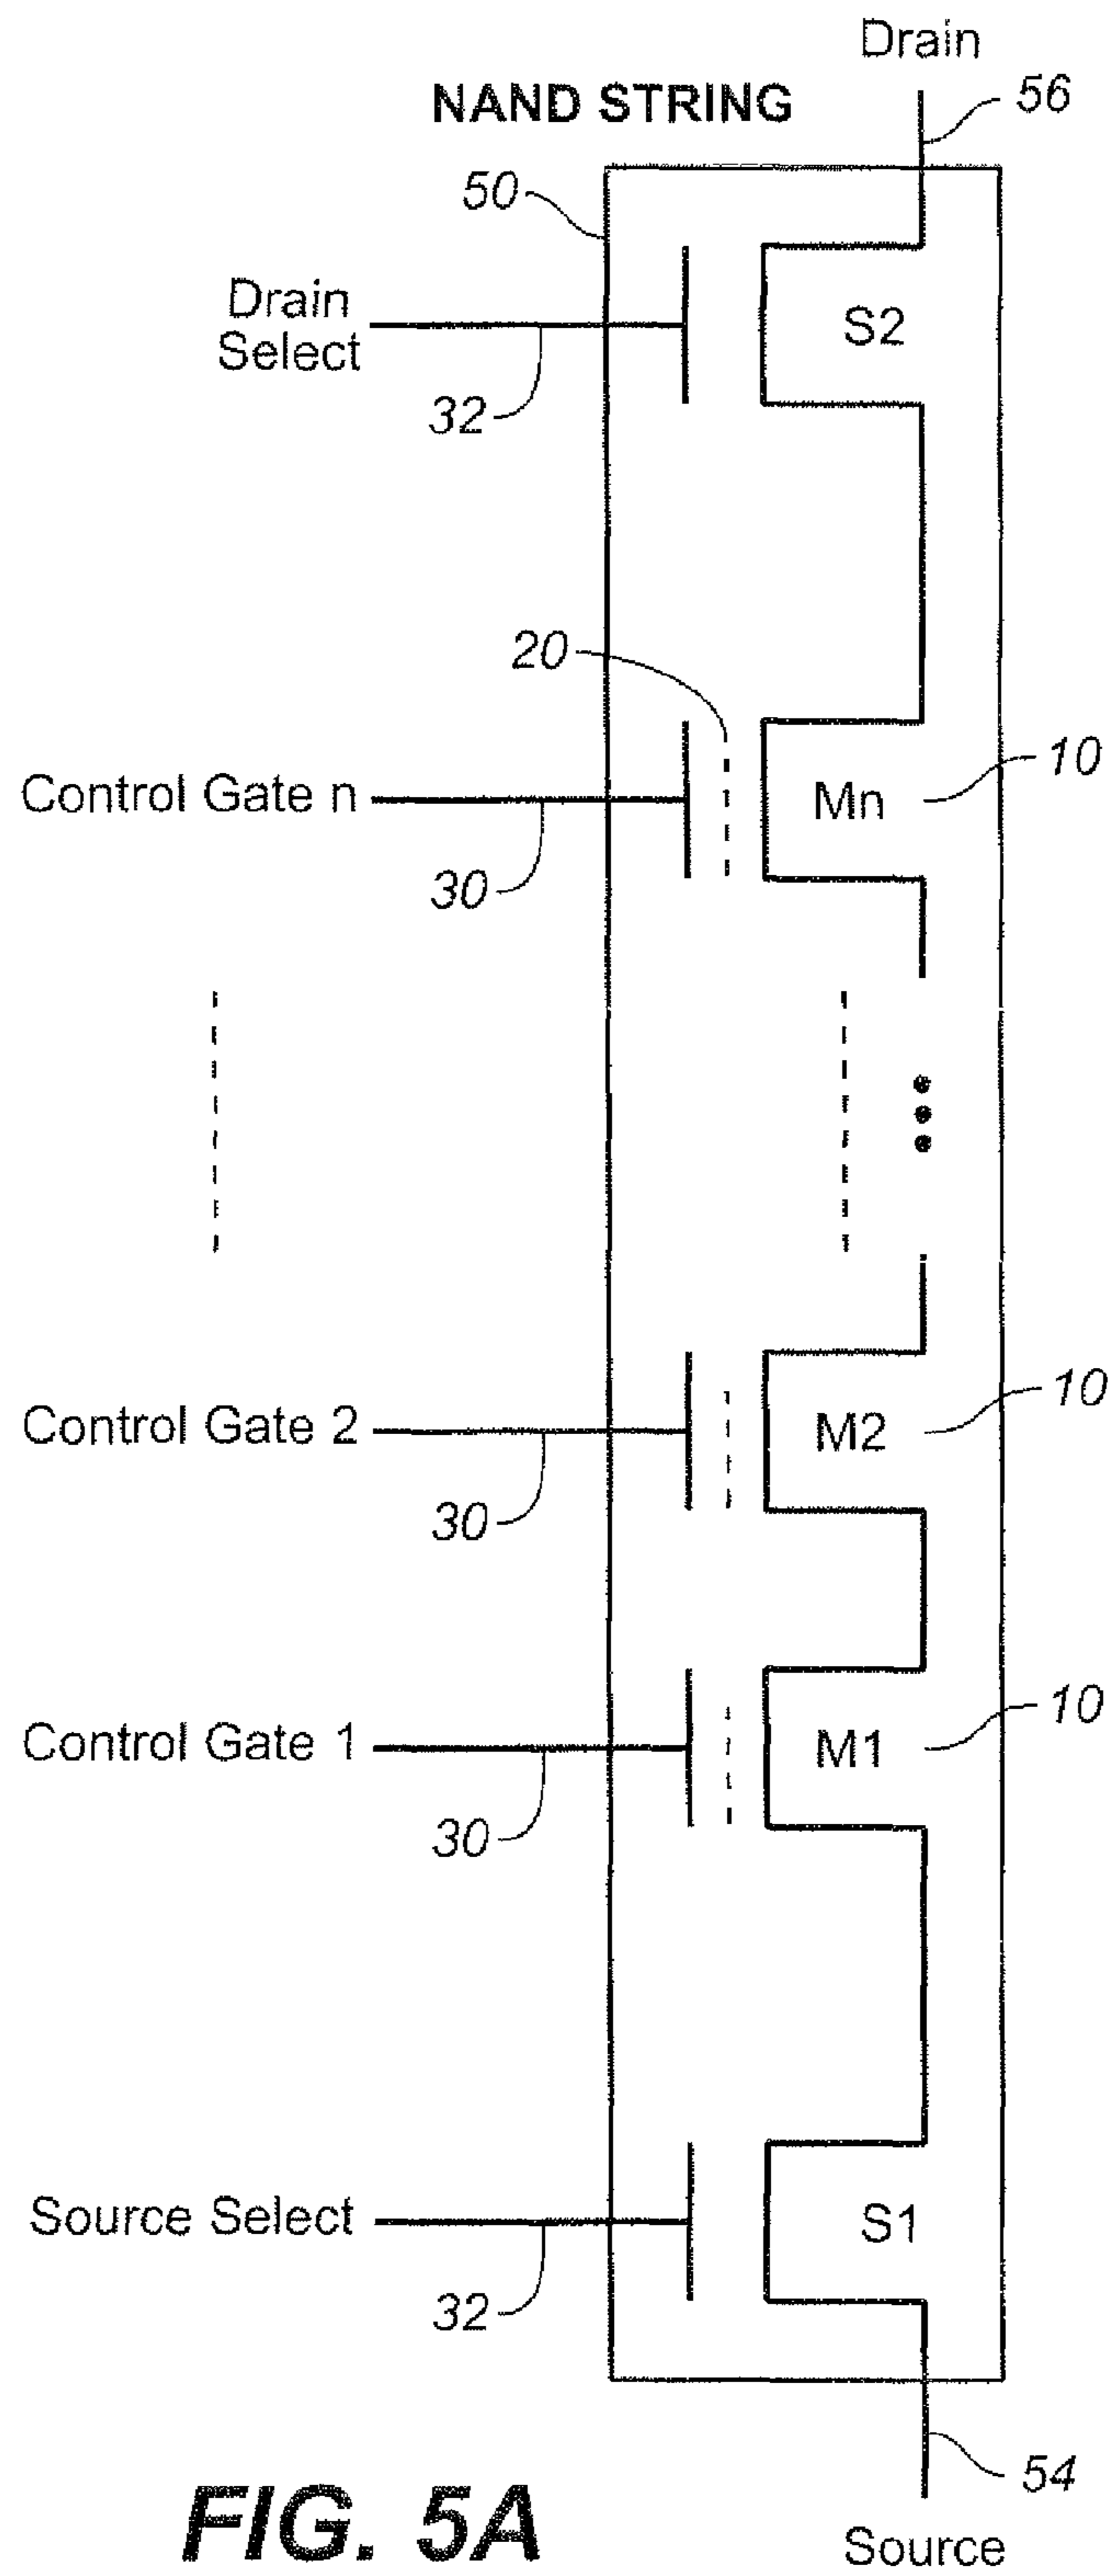 Drain
56
NAND STRING
50
Drain
Select
S2
32
20
Control Gate n
Mn
10
30
Control Gate 2
M2
10
30
Control Gate 1
M1
10
30
Source Select
S1
32
54
FIG. 5A
Source